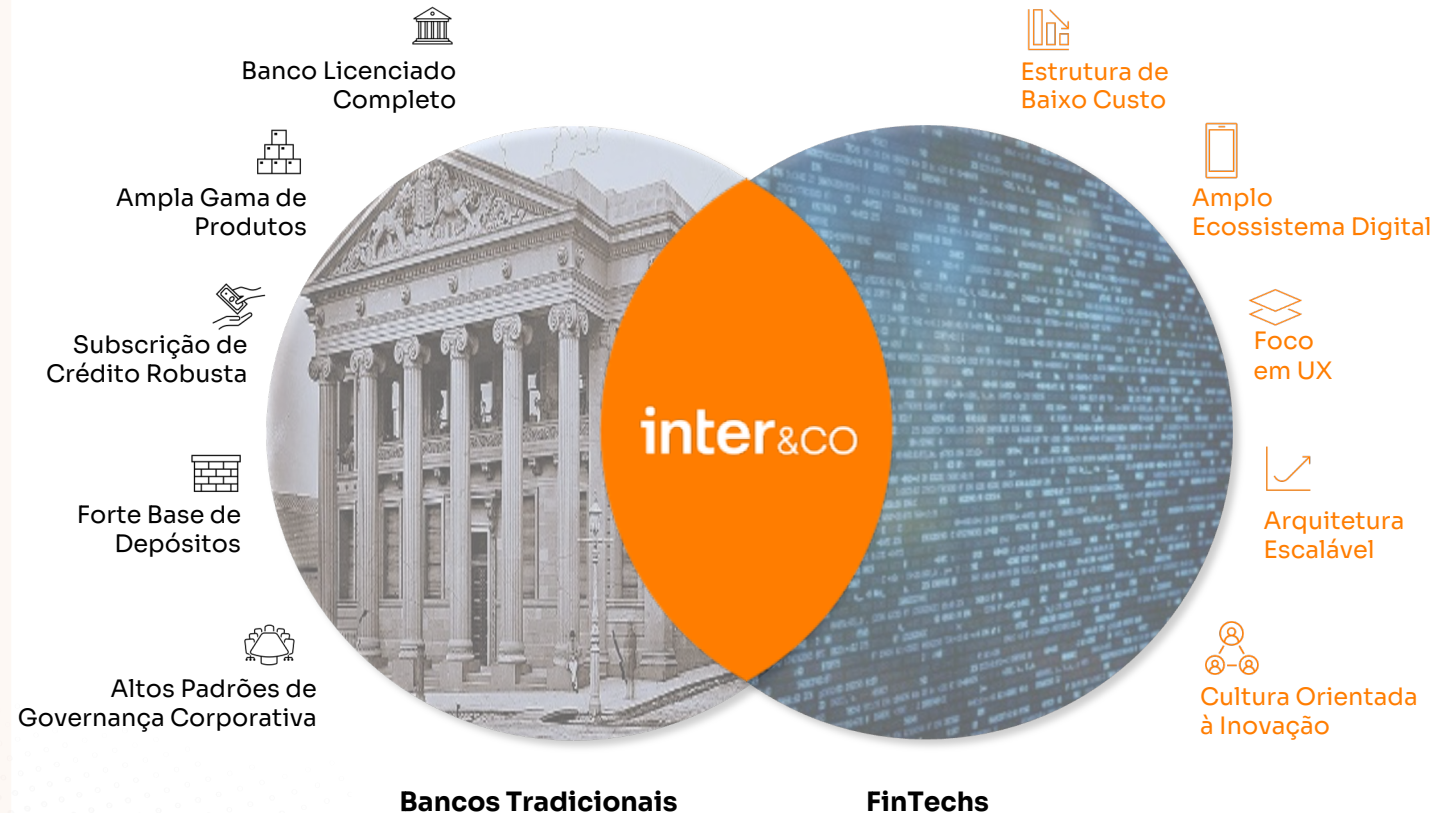 Banco Licenciado
Completo
Ampla Gama de
Produtos
Subscrição de
Crédito Robusta
Forte Base de
Depósitos
Altos Padrões de
Governança Corporativa
inter&co
Estrutura de
Baixo Custo
Amplo
Ecossistema Digital
Foco
em UX
Arquitetura
Escalável
Cultura Orientada
à Inovação
Bancos Tradicionais
FinTechs